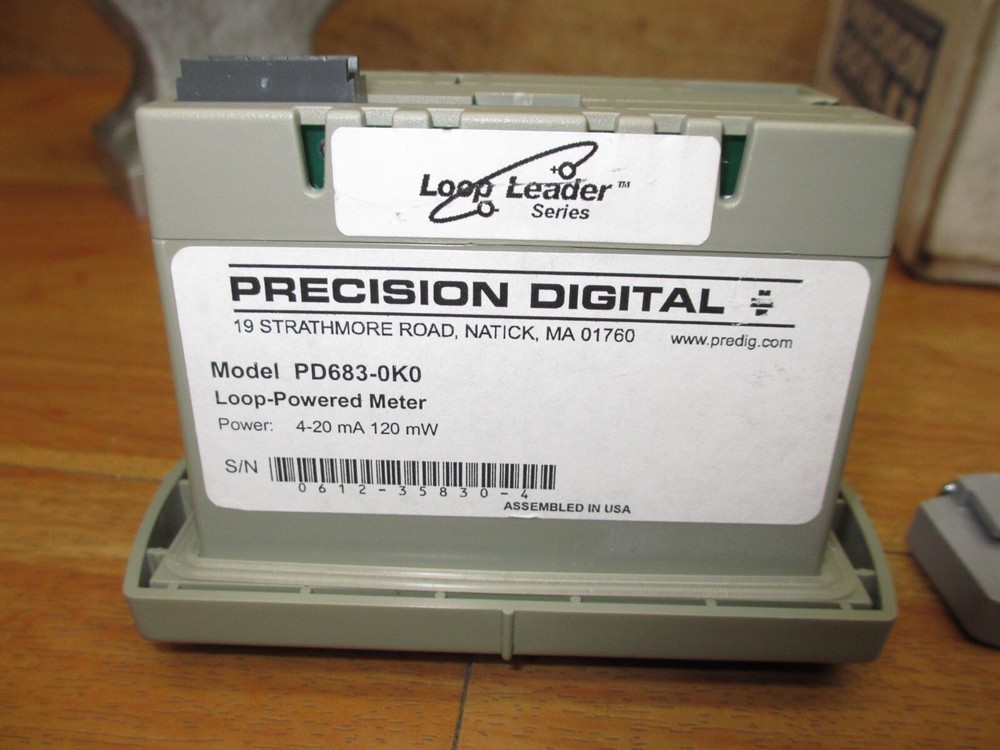 Loop Leader™
Series
PRECISION DIGITAL
19 STRATHMORE ROAD, NATICK, MA 01760 www.predig.com
Model PD683-0K0
Loop-Powered Meter
Power: 4-20 mA 120 mW
S/N
0612-35830-4
ASSEMBLED IN USA